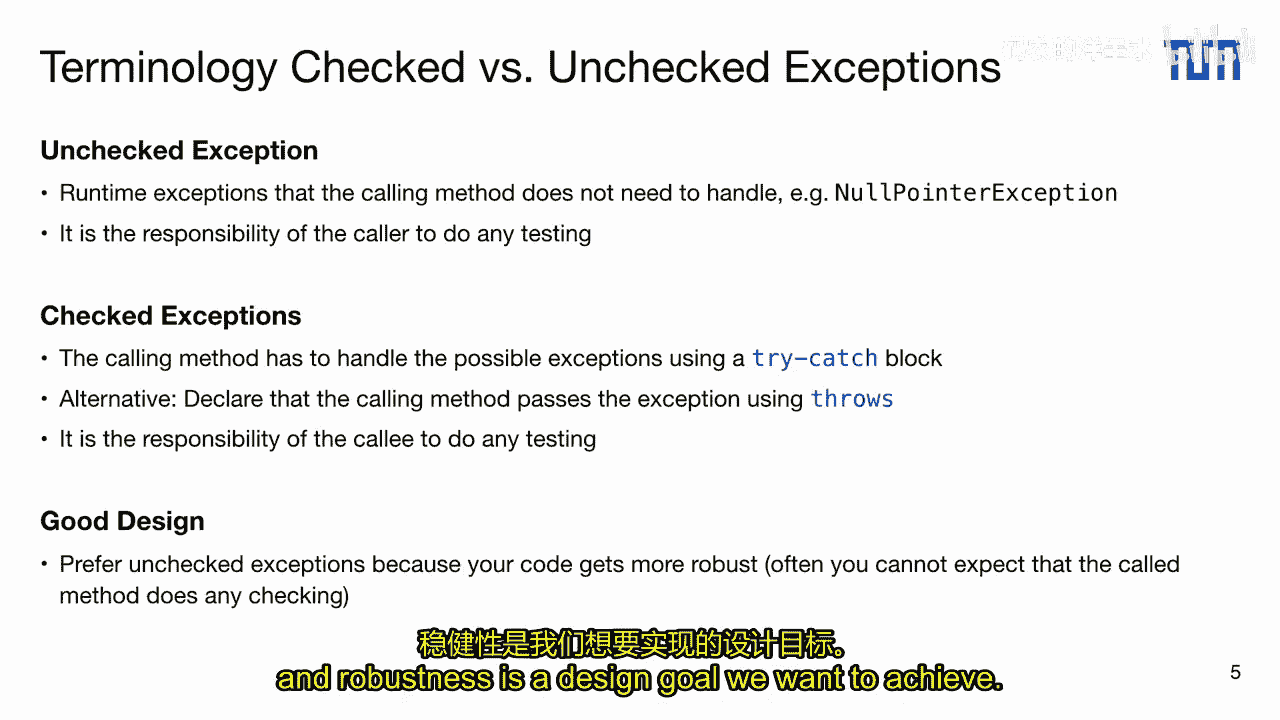 Terminology Checked vs. Unchecked Exceptions
Unchecked Exception
• Runtime exceptions that the calling method does not need to handle, e.g. NullPointerException
• It is the responsibility of the caller to do any testing
Checked Exceptions
• The calling method has to handle the possible exceptions using a try-catch block
• Alternative: Declare that the calling method passes the exception using throws
• It is the responsibility of the callee to do any testing
Good Design
• Prefer unchecked exceptions because your code gets more robust (often you cannot expect that the called
method does any checking)
稳健性是我们想要实现的设计目标。
and robustness is a design goal we want to achieve.
5